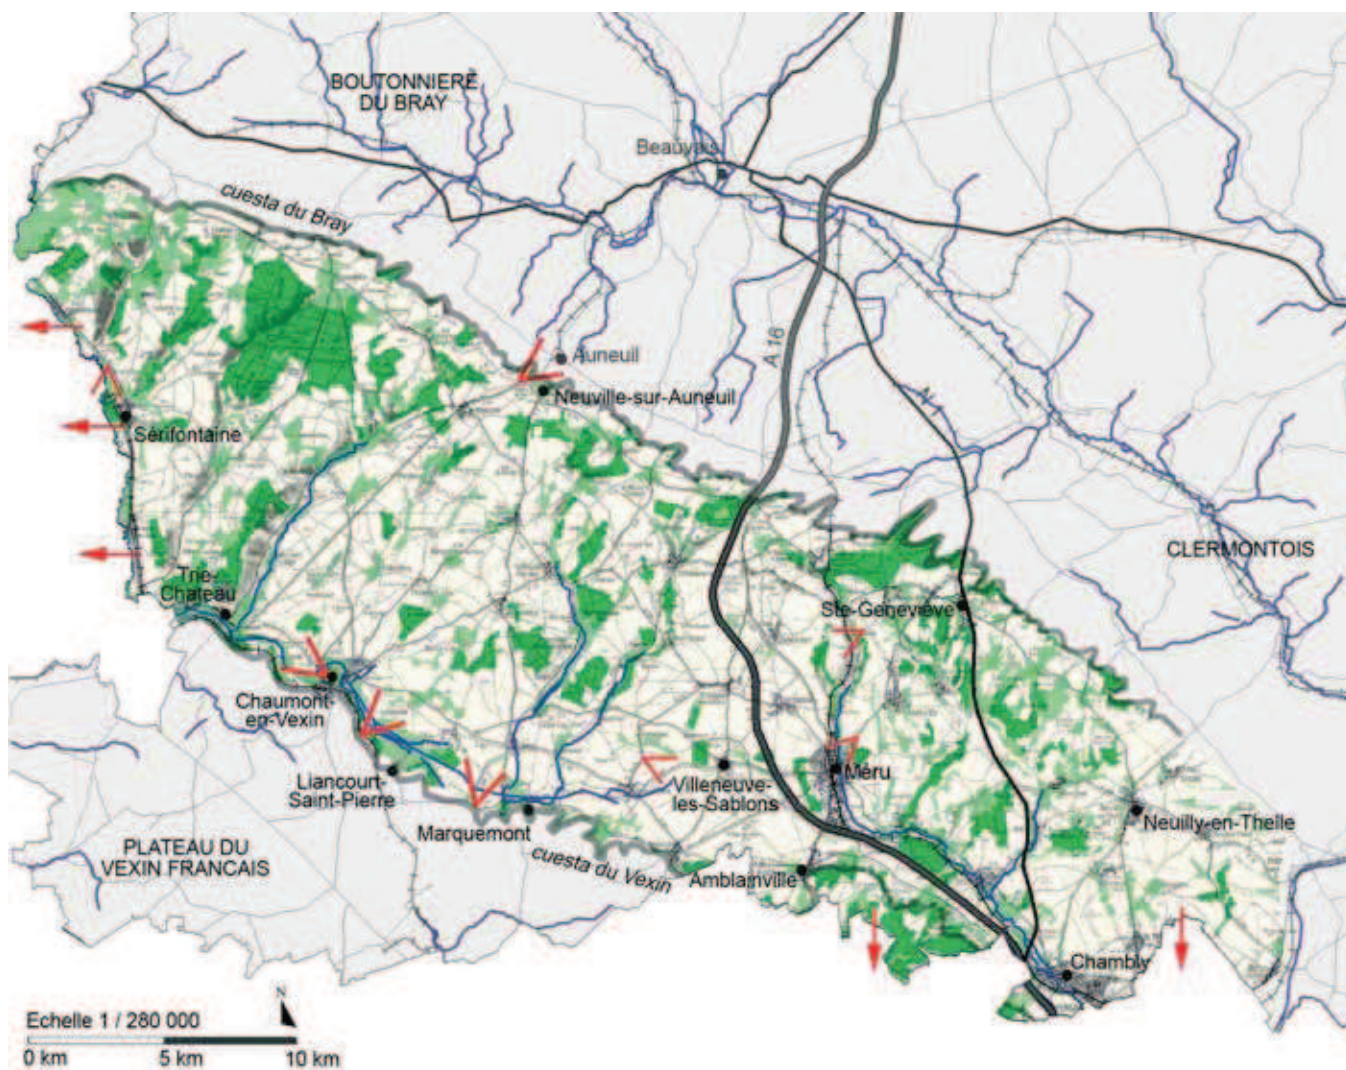 BOUTONNIERE
DU BRAY
Beauvais
cuesta du Bray
A 16
Auneuil
Neuville-sur-Auneuil
N 1
Sérifontaine
CLERMONTOIS
Trie-
Chateau
Ste-Geneviève
Chaumont-
en-Vexin
Liancourt-
Saint-Pierre
Villeneuve-
les-Sablons
Méru
Marquemont
Neuilly-en-Thelle
PLATEAU DU
VEXIN FRANCAIS
cuesta du Vexin
Amblainville
Chambly
N
Echelle 1 / 280 000
0 km 5 km 10 km